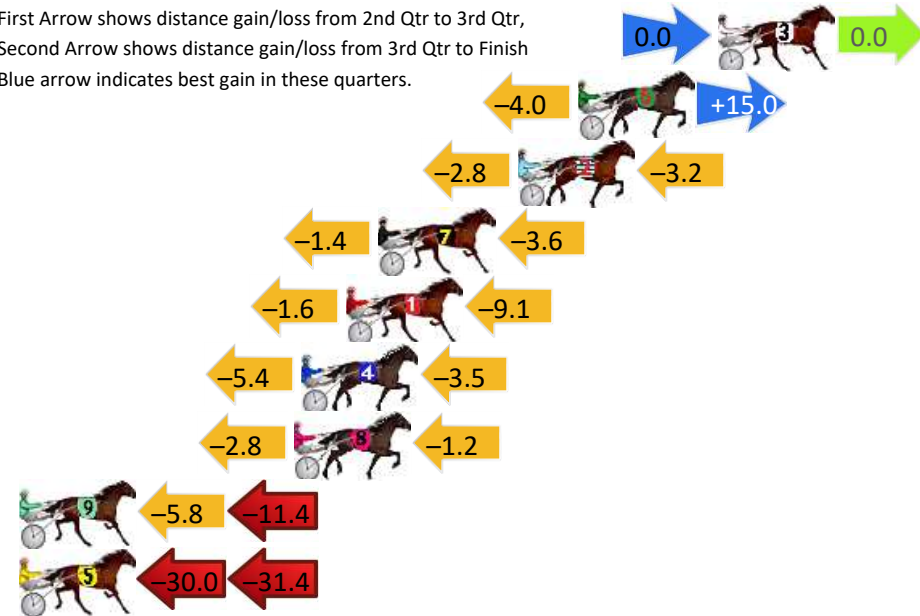 First Arrow shows distance gain/loss from 2nd Qtr to 3rd Qtr,
Second Arrow shows distance gain/loss from 3rd Qtr to Finish
Blue arrow indicates best gain in these quarters.
0.0 3 0.0
–4.0 6 +15.0
–2.8 2 –3.2
–1.4 7 –3.6
–1.6 1 –9.1
–5.4 4 –3.5
–2.8 8 –1.2
9 –5.8 –11.4
5 –30.0 –31.4